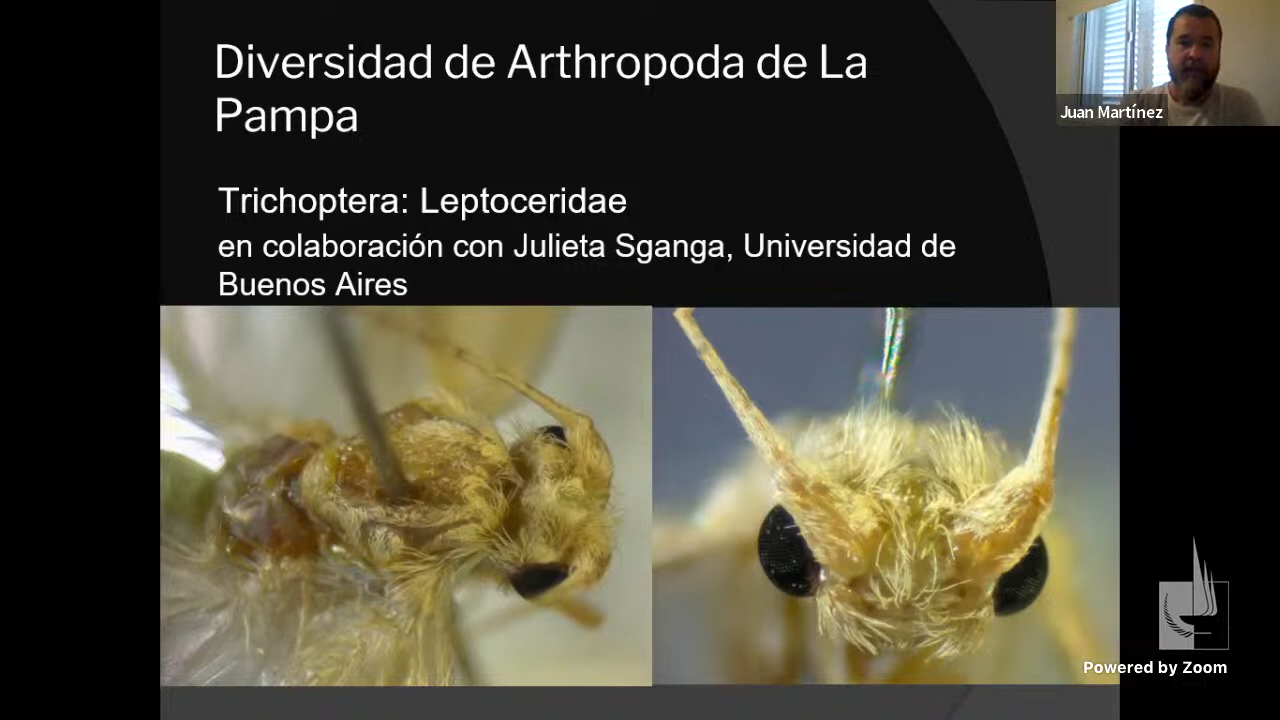 Diversidad de Arthropoda de La
Pampa
Juan Martínez
Trichoptera: Leptoceridae
en colaboración con Julieta Sganga, Universidad de
Buenos Aires
Powered by Zoom